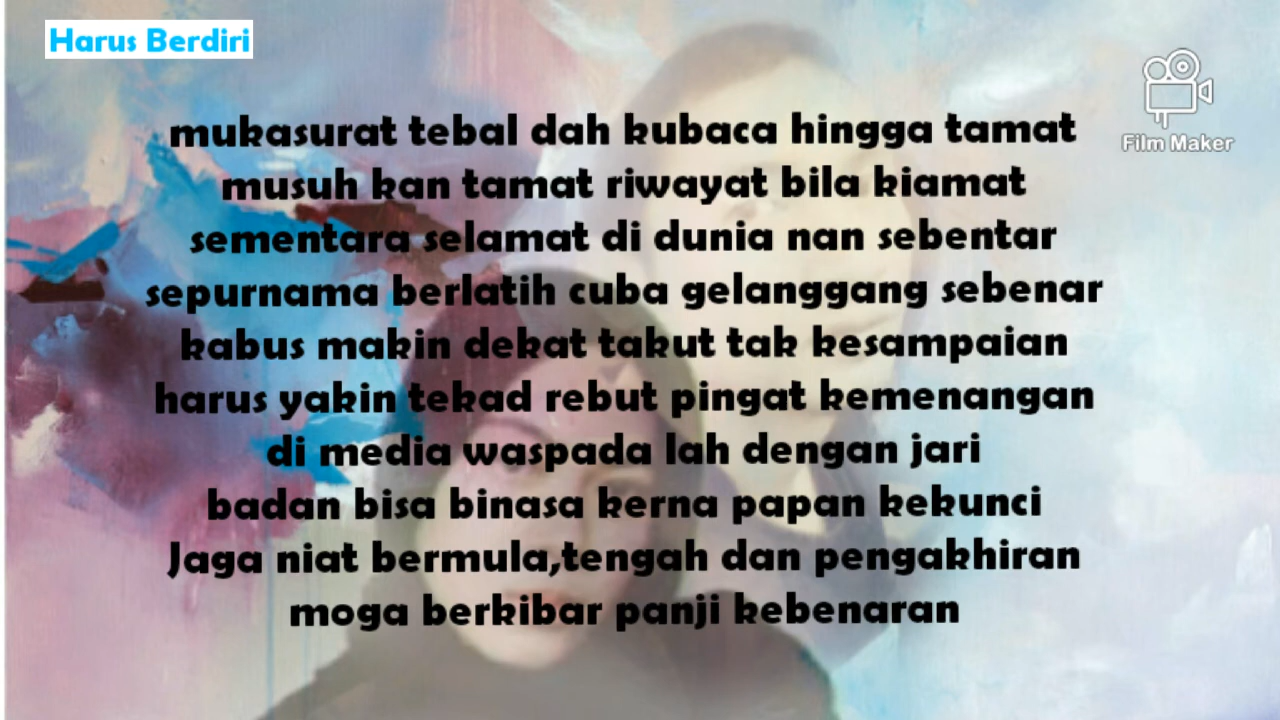 Harus Berdiri
Film Maker
mukasurat tebal dah kubaca hingga tamat
musuh kan tamat riwayat bila kiamat
sementara selamat di dunia nan sebentar
sepurnama berlatih cuba gelanggang sebenar
kabus makin dekat takut tak kesampaian
harus yakin tekad rebut pingat kemenangan
di media waspada lah dengan jari
badan bisa binasa kerna papan kekunci
Jaga niat bermula,tengah dan pengakhiran
moga berkibar panji kebenaran